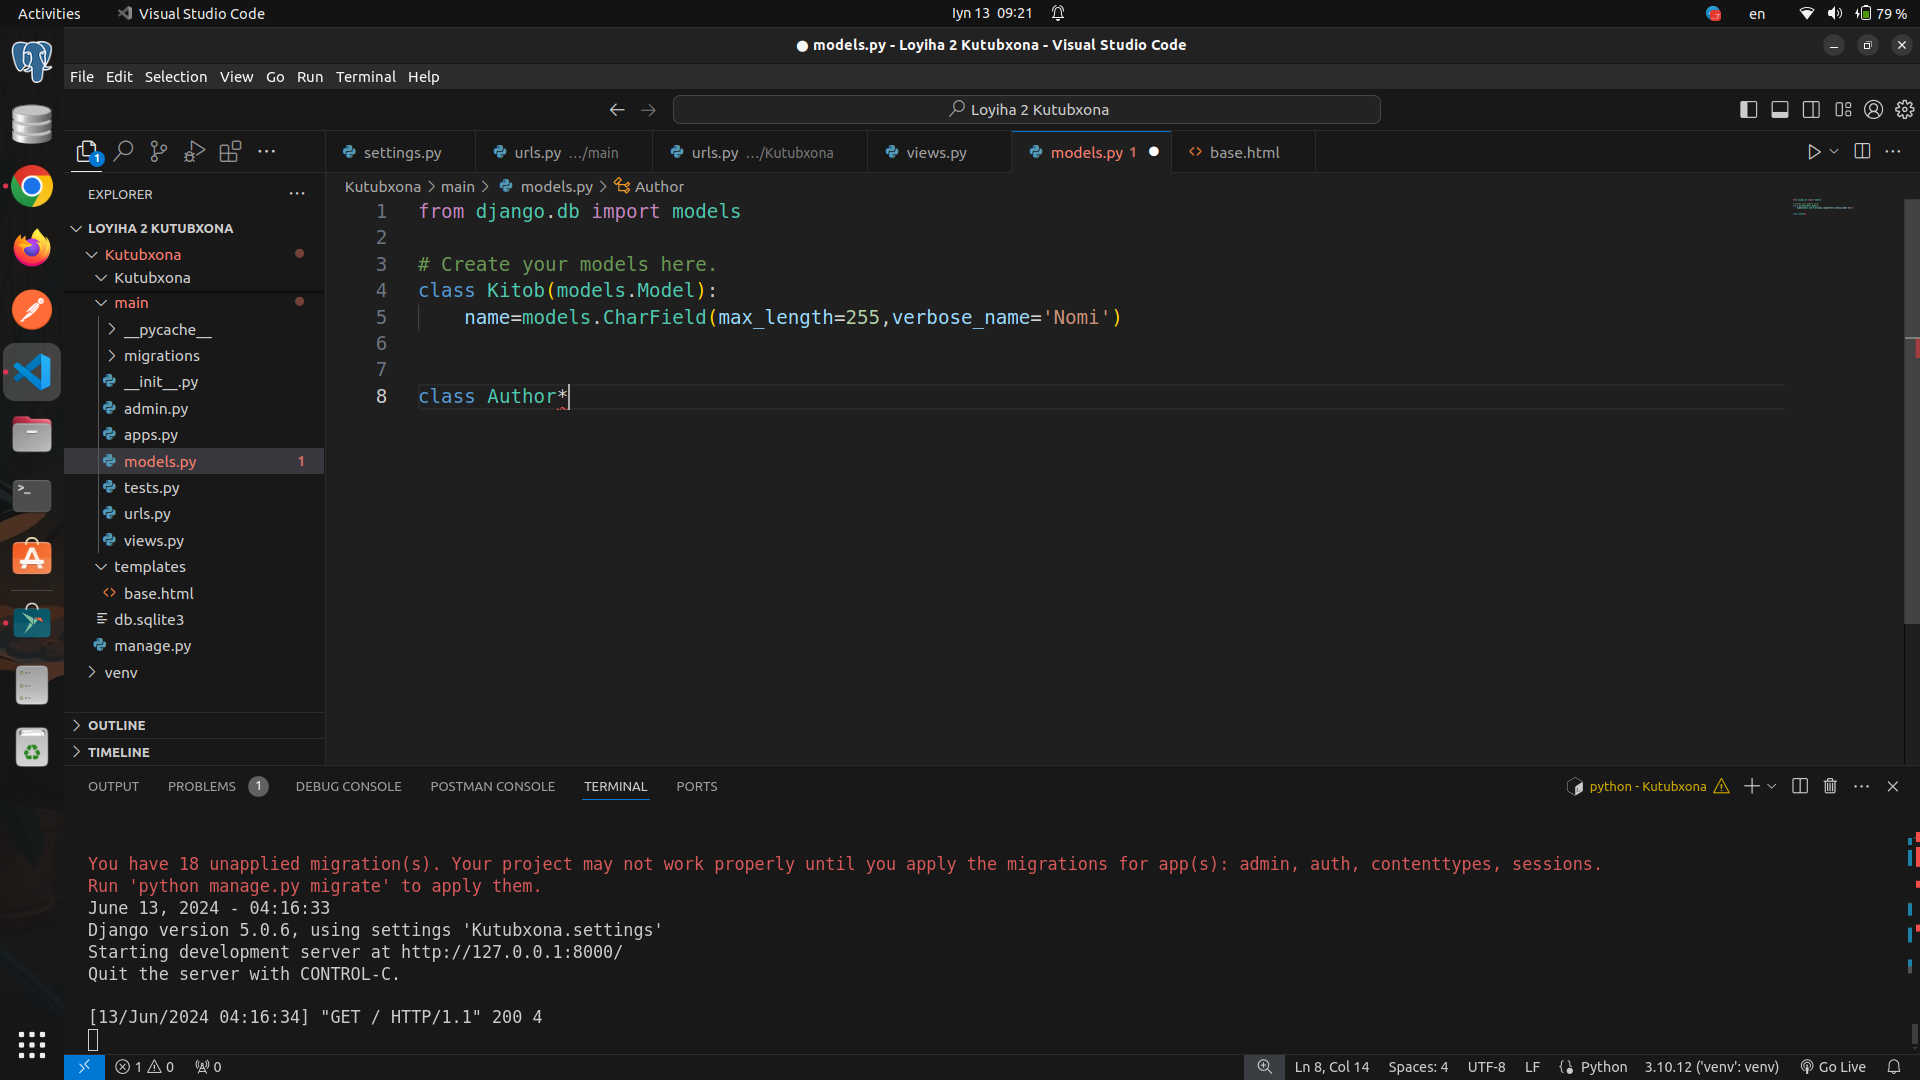 Activities
Visual Studio Code
Iyn 13 09:21
en
79 %
● models.py - Loyiha 2 Kutubxona - Visual Studio Code
File Edit Selection View Go Run Terminal Help
Loyiha 2 Kutubxona
1
settings.py
urls.py .../main
urls.py .../Kutubxona
views.py
models.py 1
base.html
EXPLORER
LOYIHA 2 KUTUBXONA
Kutubxona
Kutubxona
main
__pycache__
migrations
__init__.py
admin.py
apps.py
models.py 1
tests.py
urls.py
views.py
templates
base.html
db.sqlite3
manage.py
venv
OUTLINE
TIMELINE
Kutubxona > main > models.py > Author
1 from django.db import models
2
3 # Create your models here.
4 class Kitob(models.Model):
5 name=models.CharField(max_length=255,verbose_name='Nomi')
6
7
8 class Author*
OUTPUT PROBLEMS 1 DEBUG CONSOLE POSTMAN CONSOLE TERMINAL PORTS
python - Kutubxona
You have 18 unapplied migration(s). Your project may not work properly until you apply the migrations for app(s): admin, auth, contenttypes, sessions.
Run 'python manage.py migrate' to apply them.
June 13, 2024 - 04:16:33
Django version 5.0.6, using settings 'Kutubxona.settings'
Starting development server at http://127.0.0.1:8000/
Quit the server with CONTROL-C.
[13/Jun/2024 04:16:34] "GET / HTTP/1.1" 200 4
1 0 0
Ln 8, Col 14 Spaces: 4 UTF-8 LF Python 3.10.12 ('venv': venv) Go Live